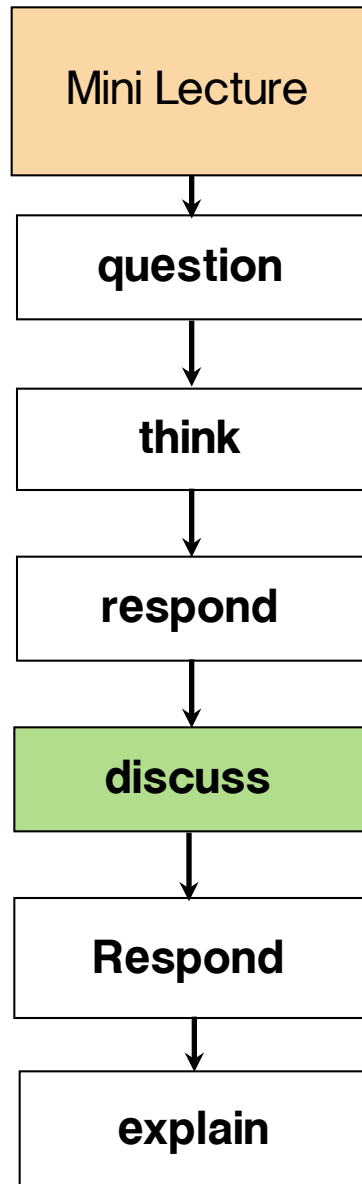 Mini Lecture
question
think
respond
discuss
Respond
explain